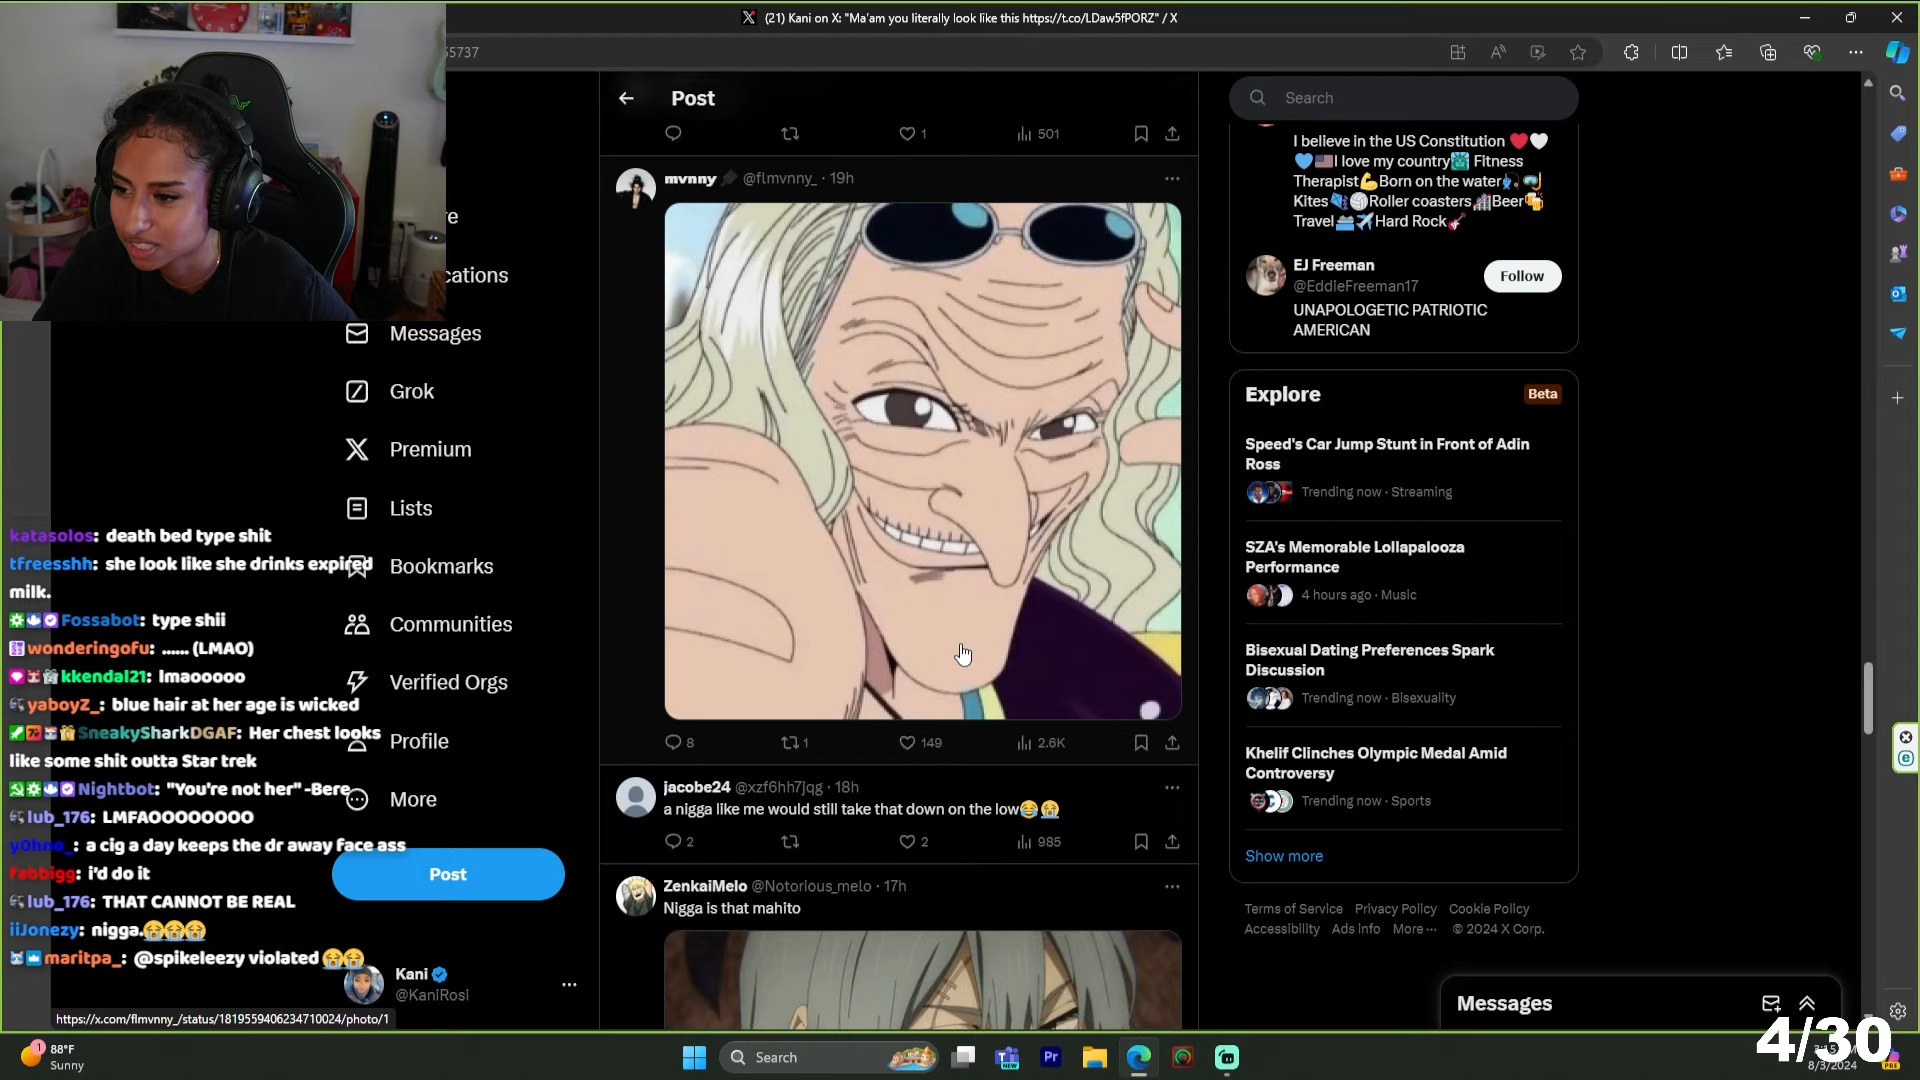 (21) Kani on X: "Ma'am you literally look like this https://t.co/LDaw5fPORZ" / X
55737
Post
Search
1
501
mvnny @flmvnny_ · 19h
8
1
149
2.6K
jacobe24 @xzf6hh7jqg · 18h
a nigga like me would still take that down on the low😂😭
2
2
985
ZenkaiMelo @Notorious_melo · 17h
Nigga is that mahito
re
cations
Messages
Grok
Premium
Lists
Bookmarks
Communities
Verified Orgs
Profile
More
Post
Kani
@KaniRosi
katasolos: death bed type shit
tfreesshh: she look like she drinks expired
milk.
Fossabot: type shii
wonderingofu: ...... (LMAO)
kkendal21: lmaooooo
yaboyZ_: blue hair at her age is wicked
SneakySharkDGAF: Her chest looks
like some shit outta Star trek
Nightbot: "You're not her" -Bere
lub_176: LMFAOOOOOOOO
y0hno_: a cig a day keeps the dr away face ass
fabbigg: i'd do it
lub_176: THAT CANNOT BE REAL
iiJonezy: nigga.😭😭😭
maritpa_: @spikeleezy violated 😭😭
https://x.com/flmvnny_/status/1819559406234710024/photo/1
I believe in the US Constitution ❤️🤍
💙🇺🇸I love my country🗽 Fitness
Therapist💪Born on the water🎣🤿
Kites🪁🏐Roller coasters🎢Beer🍻
Travel🛳️✈️Hard Rock🎸
EJ Freeman
@EddieFreeman17
Follow
UNAPOLOGETIC PATRIOTIC
AMERICAN
Explore
Beta
Speed's Car Jump Stunt in Front of Adin
Ross
Trending now · Streaming
SZA's Memorable Lollapalooza
Performance
4 hours ago · Music
Bisexual Dating Preferences Spark
Discussion
Trending now · Bisexuality
Khelif Clinches Olympic Medal Amid
Controversy
Trending now · Sports
Show more
Terms of Service Privacy Policy Cookie Policy
Accessibility Ads info More ··· © 2024 X Corp.
Messages
4/30
1
88°F
Sunny
Search
NEW
Pr
8/3/2024
PRE